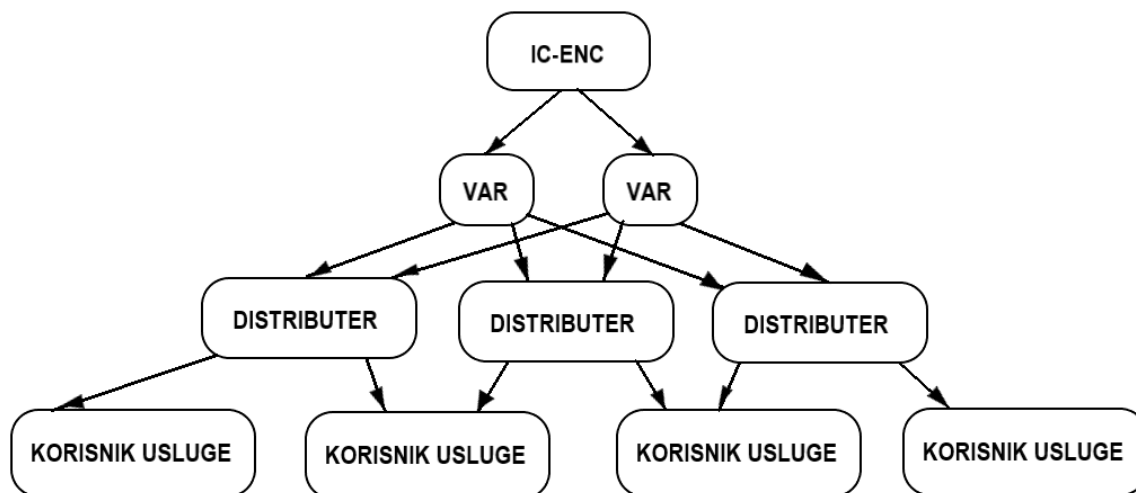 IC-ENC
VAR
VAR
DISTRIBUTER
DISTRIBUTER
DISTRIBUTER
KORISNIK USLUGE
KORISNIK USLUGE
KORISNIK USLUGE
KORISNIK USLUGE